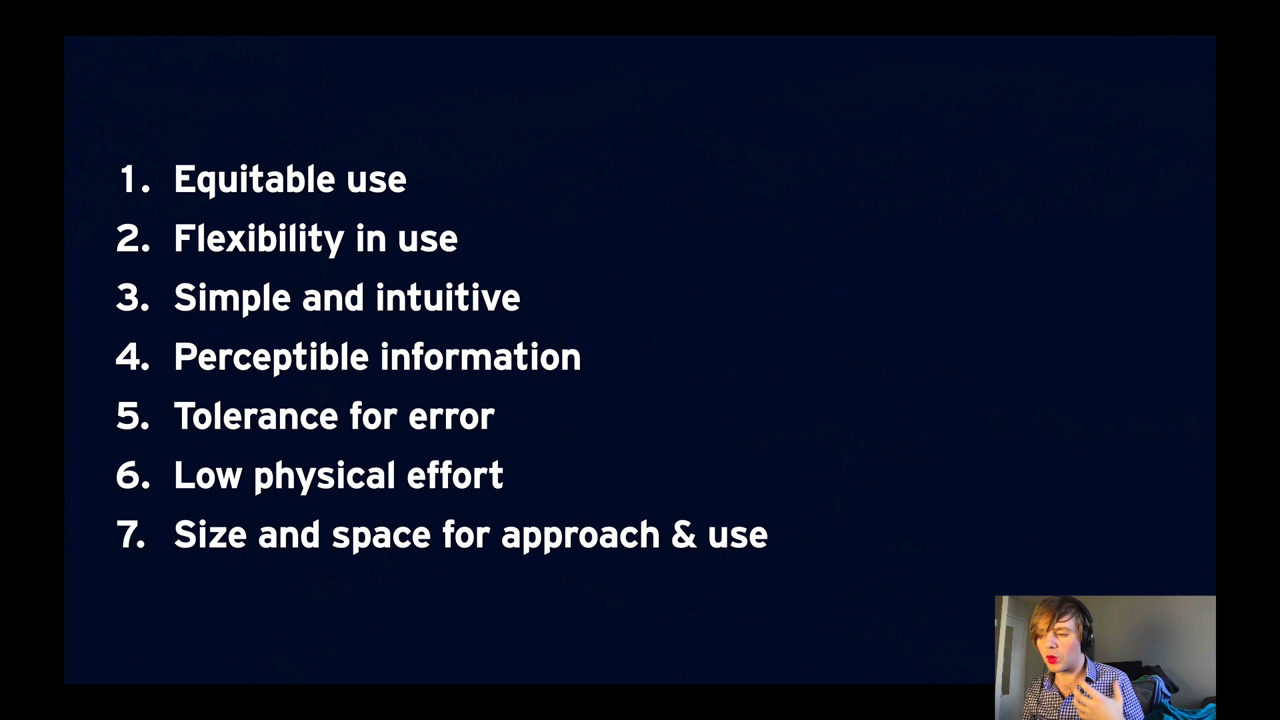 1. Equitable use
2. Flexibility in use
3. Simple and intuitive
4. Perceptible information
5. Tolerance for error
6. Low physical effort
7. Size and space for approach & use